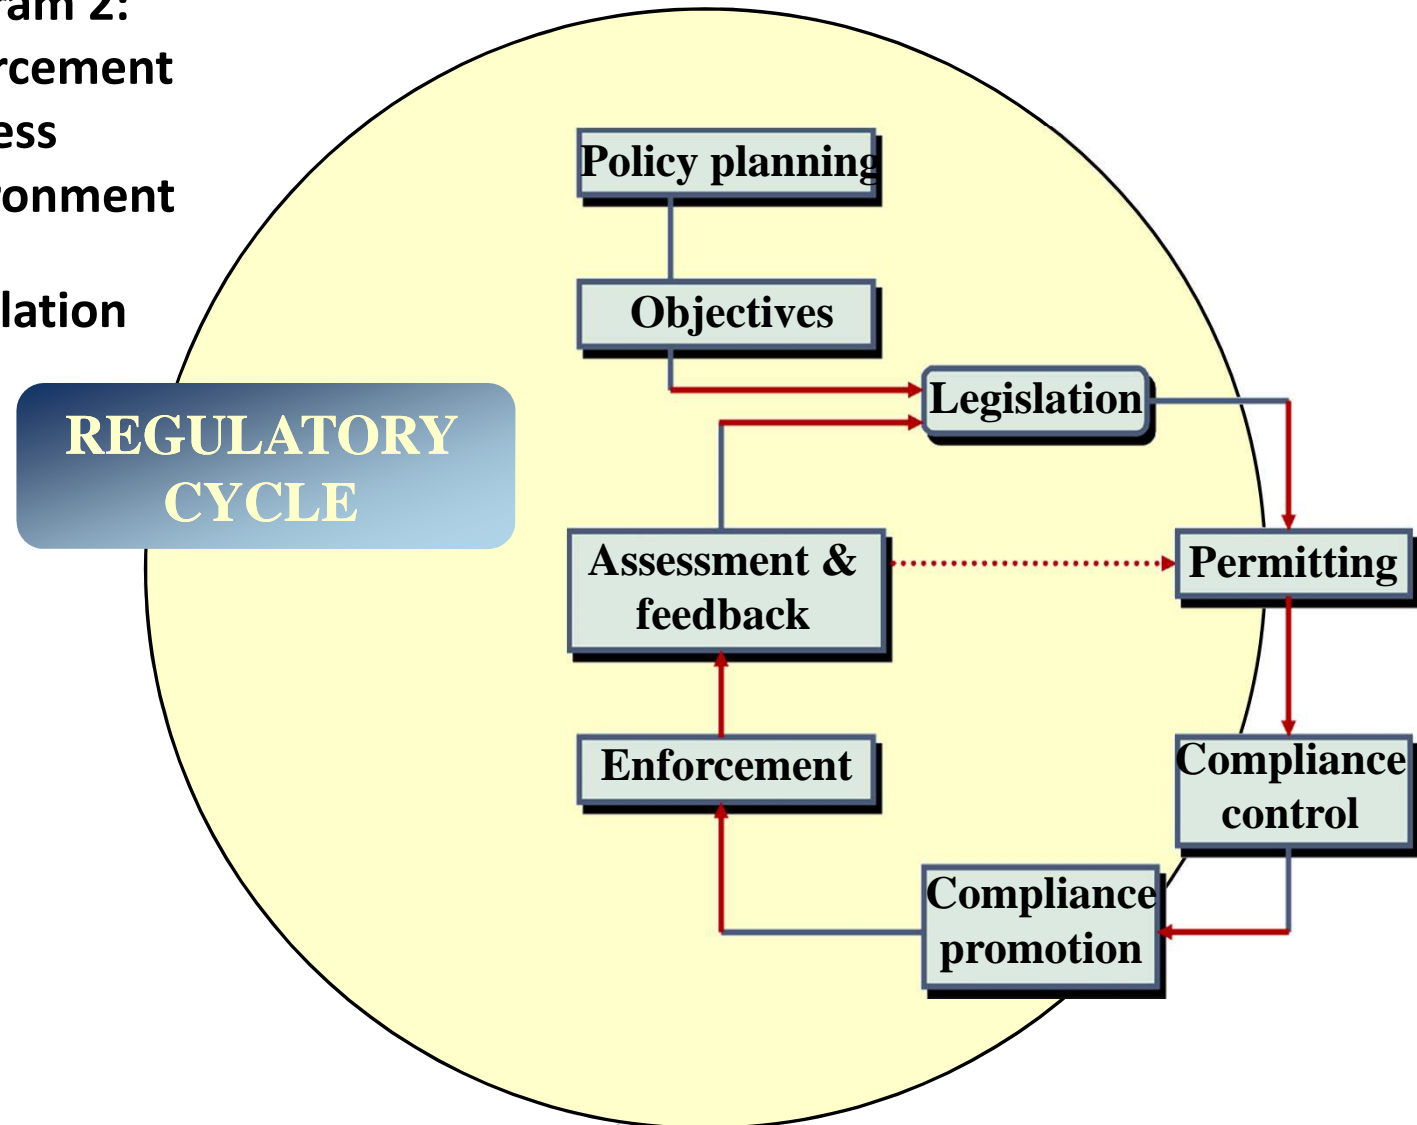 ram 2:
rcement
ess
ronment
lation
Policy planning
Objectives
Legislation
REGULATORY
CYCLE
Assessment &
feedback
Permitting
Enforcement
Compliance
control
Compliance
promotion